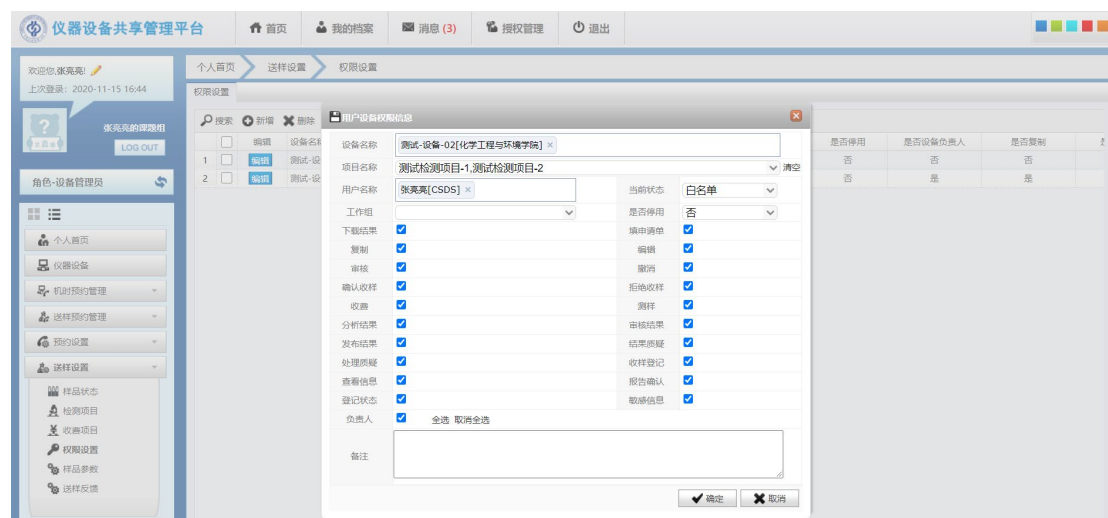 仪器设备共享管理平台 首页 我的档案 消息 (3) 授权管理 退出
欢迎您,张亮亮! 个人首页 送样设置 权限设置
上次登录: 2020-11-15 16:44 权限设置
张亮亮的课题组
LOG OUT
角色-设备管理员
个人首页
仪器设备
机时预约管理
送样预约管理
预约设置
送样设置
样品状态
检测项目
收费项目
权限设置
样品参数
送样反馈
搜索 新增 删除
编辑 设备名 是否停用 是否设备负责人 是否复制
1 编辑 测试-设 否 否 否
2 编辑 测试-设 否 是 是
用户设备权限信息
设备名称 测试-设备-02[化学工程与环境学院] ×
项目名称 测试检测项目-1,测试检测项目-2 清空
用户名称 张亮亮[CSDS] × 当前状态 白名单
工作组 是否停用 否
下载结果 填申请单
复制 编辑
审核 撤消
确认收样 拒绝收样
收费 测样
分析结果 审核结果
发布结果 结果质疑
处理质疑 收样登记
查看信息 报告确认
登记状态 敏感信息
负责人 全选 取消全选
备注
确定 取消